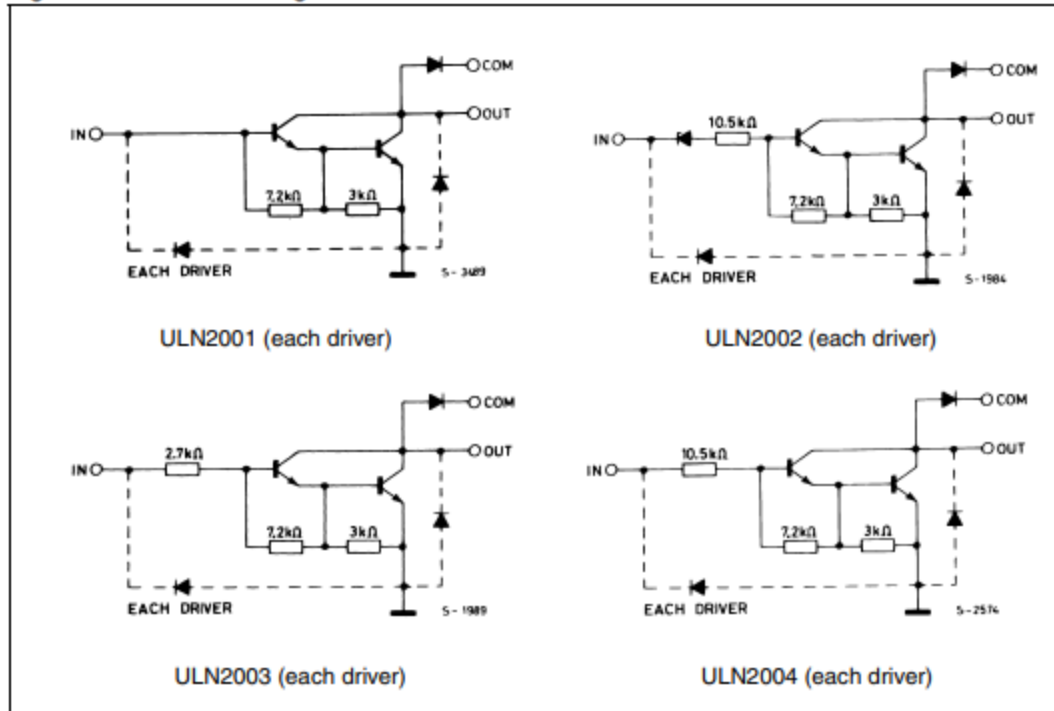 COM
OUT
IN
7.2kΩ
3kΩ
EACH DRIVER
S-3489
ULN2001 (each driver)
COM
OUT
IN
10.5kΩ
7.2kΩ
3kΩ
EACH DRIVER
S-1984
ULN2002 (each driver)
COM
OUT
2.7kΩ
IN
7.2kΩ
3kΩ
EACH DRIVER
S-1989
ULN2003 (each driver)
COM
OUT
10.5kΩ
IN
7.2kΩ
3kΩ
EACH DRIVER
S-2574
ULN2004 (each driver)